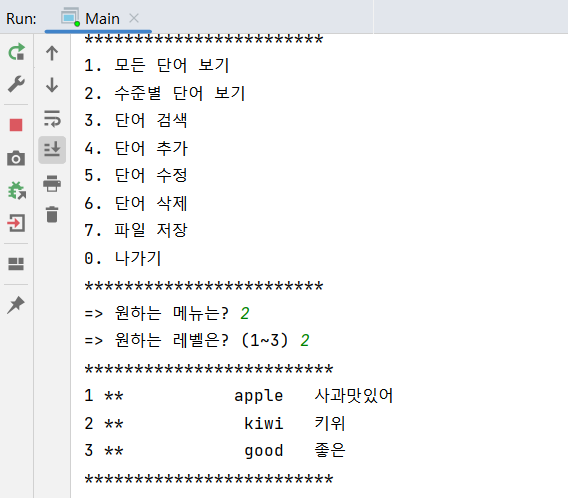 Run: Main
************************
1. 모든 단어 보기
2. 수준별 단어 보기
3. 단어 검색
4. 단어 추가
5. 단어 수정
6. 단어 삭제
7. 파일 저장
0. 나가기
************************
=> 원하는 메뉴는? 2
=> 원하는 레벨은? (1~3) 2
*************************
1 ** apple 사과맛있어
2 ** kiwi 키위
3 ** good 좋은
*************************